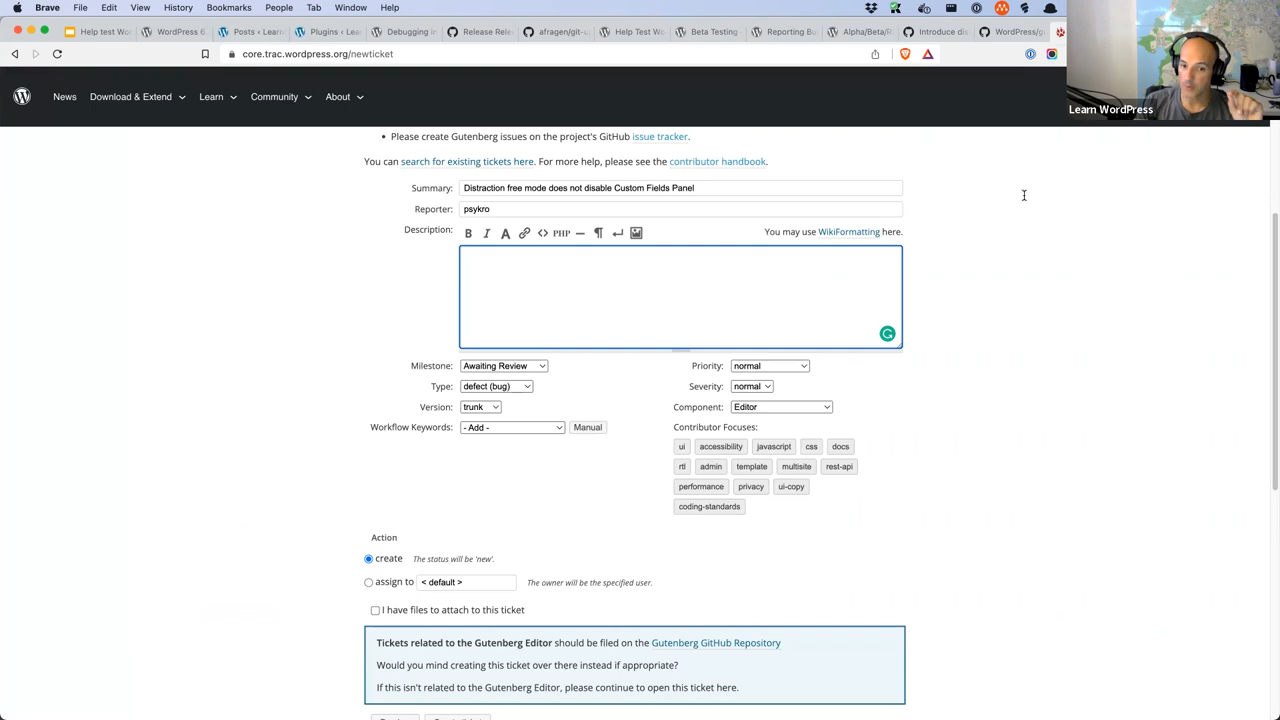 Brave File Edit View History Bookmarks People Tab Window Help
Help test Wo
WordPress 6
Posts ‹ Lea
Plugins ‹ Lea
Debugging in
Release Rele
afragen/git-u
Help Test Wo
Beta Testing
Reporting Bu
Alpha/Beta/R
Introduce dis
WordPress/gu
core.trac.wordpress.org/newticket
News Download & Extend Learn Community About
Learn WordPress
• Please create Gutenberg issues on the project's GitHub issue tracker.
You can search for existing tickets here. For more help, please see the contributor handbook.
Summary: Distraction free mode does not disable Custom Fields Panel
Reporter: psykro
Description: B I A PHP You may use WikiFormatting here.
Milestone: Awaiting Review Priority: normal
Type: defect (bug) Severity: normal
Version: trunk Component: Editor
Workflow Keywords: - Add - Manual Contributor Focuses:
ui accessibility javascript css docs
rtl admin template multisite rest-api
performance privacy ui-copy
coding-standards
Action
create The status will be 'new'.
assign to < default > The owner will be the specified user.
I have files to attach to this ticket
Tickets related to the Gutenberg Editor should be filed on the Gutenberg GitHub Repository
Would you mind creating this ticket over there instead if appropriate?
If this isn't related to the Gutenberg Editor, please continue to open this ticket here.